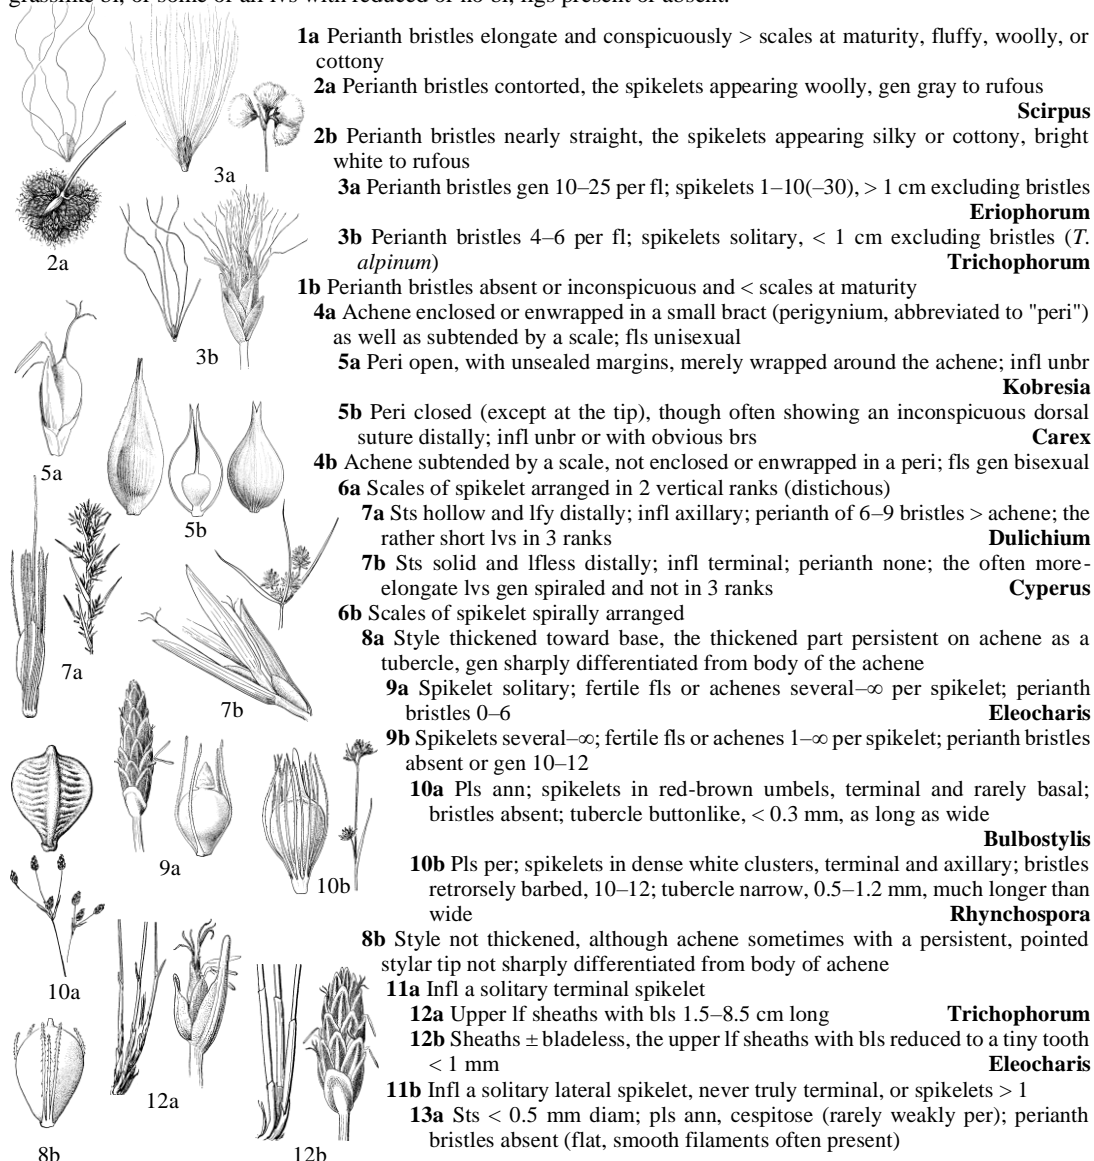 1a Perianth bristles elongate and conspicuously > scales at maturity, fluffy, woolly, or
cottony
2a Perianth bristles contorted, the spikelets appearing woolly, gen gray to rufous
Scirpus
2b Perianth bristles nearly straight, the spikelets appearing silky or cottony, bright
white to rufous
3a Perianth bristles gen 10–25 per fl; spikelets 1–10(–30), > 1 cm excluding bristles
Eriophorum
3b Perianth bristles 4–6 per fl; spikelets solitary, < 1 cm excluding bristles (T.
alpinum) Trichophorum
1b Perianth bristles absent or inconspicuous and < scales at maturity
4a Achene enclosed or enwrapped in a small bract (perigynium, abbreviated to "peri")
as well as subtended by a scale; fls unisexual
5a Peri open, with unsealed margins, merely wrapped around the achene; infl unbr
Kobresia
5b Peri closed (except at the tip), though often showing an inconspicuous dorsal
suture distally; infl unbr or with obvious brs Carex
4b Achene subtended by a scale, not enclosed or enwrapped in a peri; fls gen bisexual
6a Scales of spikelet arranged in 2 vertical ranks (distichous)
7a Sts hollow and lfy distally; infl axillary; perianth of 6–9 bristles > achene; the
rather short lvs in 3 ranks Dulichium
7b Sts solid and lfless distally; infl terminal; perianth none; the often more-
elongate lvs gen spiraled and not in 3 ranks Cyperus
6b Scales of spikelet spirally arranged
8a Style thickened toward base, the thickened part persistent on achene as a
tubercle, gen sharply differentiated from body of the achene
9a Spikelet solitary; fertile fls or achenes several–∞ per spikelet; perianth
bristles 0–6 Eleocharis
9b Spikelets several–∞; fertile fls or achenes 1–∞ per spikelet; perianth bristles
absent or gen 10–12
10a Pls ann; spikelets in red-brown umbels, terminal and rarely basal;
bristles absent; tubercle buttonlike, < 0.3 mm, as long as wide
Bulbostylis
10b Pls per; spikelets in dense white clusters, terminal and axillary; bristles
retrorsely barbed, 10–12; tubercle narrow, 0.5–1.2 mm, much longer than
wide Rhynchospora
8b Style not thickened, although achene sometimes with a persistent, pointed
stylar tip not sharply differentiated from body of achene
11a Infl a solitary terminal spikelet
12a Upper lf sheaths with bls 1.5–8.5 cm long Trichophorum
12b Sheaths ± bladeless, the upper lf sheaths with bls reduced to a tiny tooth
< 1 mm Eleocharis
11b Infl a solitary lateral spikelet, never truly terminal, or spikelets > 1
13a Sts < 0.5 mm diam; pls ann, cespitose (rarely weakly per); perianth
bristles absent (flat, smooth filaments often present)
3a
2a
3b
5a
5b
7a
7b
9a
10b
10a
12a
8b
12b